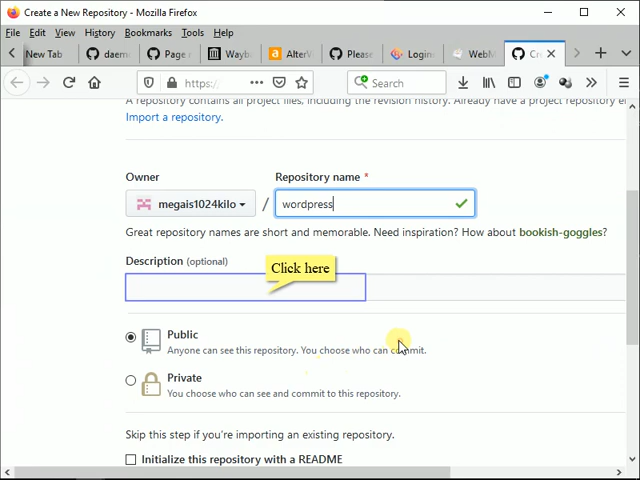 Create a New Repository - Mozilla Firefox
File Edit View History Bookmarks Tools Help
New Tab daem Page n Wayb AlterV Please Login WebM Cre
https: Search
A repository contains all project files, including the revision history. Already have a project repository e
Import a repository.
Owner Repository name *
megais1024kilo / wordpress
Great repository names are short and memorable. Need inspiration? How about bookish-goggles?
Description (optional)
Click here
Public
Anyone can see this repository. You choose who can commit.
Private
You choose who can see and commit to this repository.
Skip this step if you're importing an existing repository.
Initialize this repository with a README